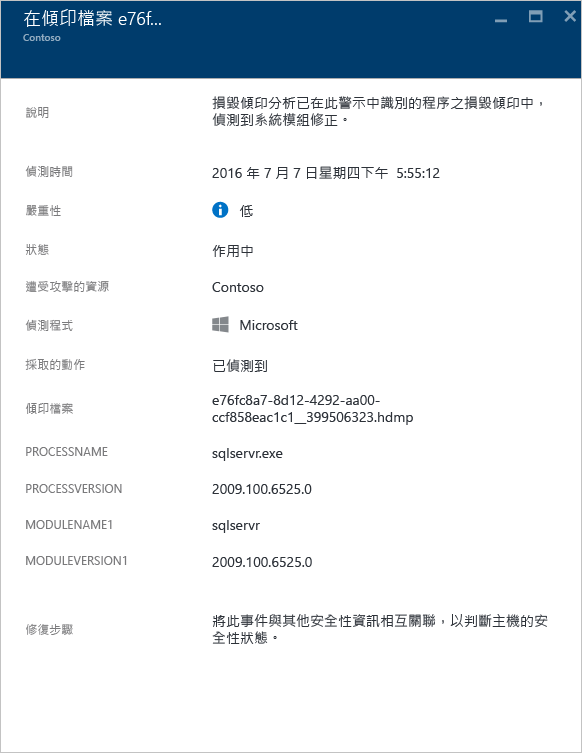 在傾印檔案 e76f...
Contoso
說明
損毀傾印分析已在此警示中識別的程序之損毀傾印中，
偵測到系統模組修正。
偵測時間
2016 年 7 月 7 日星期四下午 5:55:12
嚴重性
低
狀態
作用中
遭受攻擊的資源
Contoso
偵測程式
Microsoft
採取的動作
已偵測到
傾印檔案
e76fc8a7-8d12-4292-aa00-
ccf858eac1c1__399506323.hdmp
PROCESSNAME
sqlservr.exe
PROCESSVERSION
2009.100.6525.0
MODULENAME1
sqlservr
MODULEVERSION1
2009.100.6525.0
修復步驟
將此事件與其他安全性資訊相互關聯，以判斷主機的安
全性狀態。